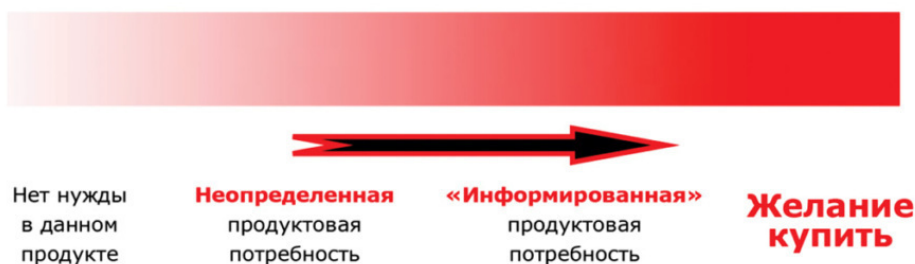 Нет нужды
в данном
продукте
Неопределенная
продуктовая
потребность
«Информированная»
продуктовая
потребность
Желание
купить